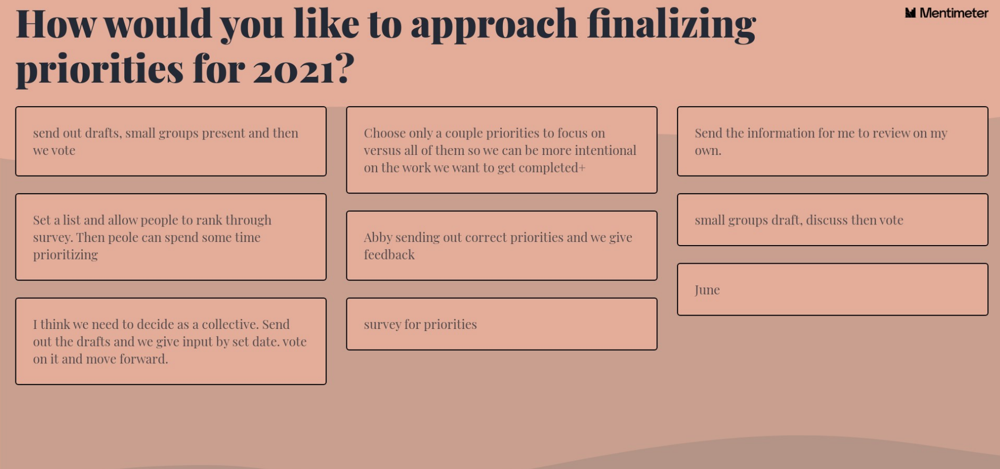 How would you like to approach finalizing
priorities for 2021?
Mentimeter
send out drafts, small groups present and then
we vote
Set a list and allow people to rank through
survey. Then peole can spend some time
prioritizing
I think we need to decide as a collective. Send
out the drafts and we give input by set date. vote
on it and move forward.
Choose only a couple priorities to focus on
versus all of them so we can be more intentional
on the work we want to get completed+
Abby sending out correct priorities and we give
feedback
survey for priorities
Send the information for me to review on my
own.
small groups draft, discuss then vote
June